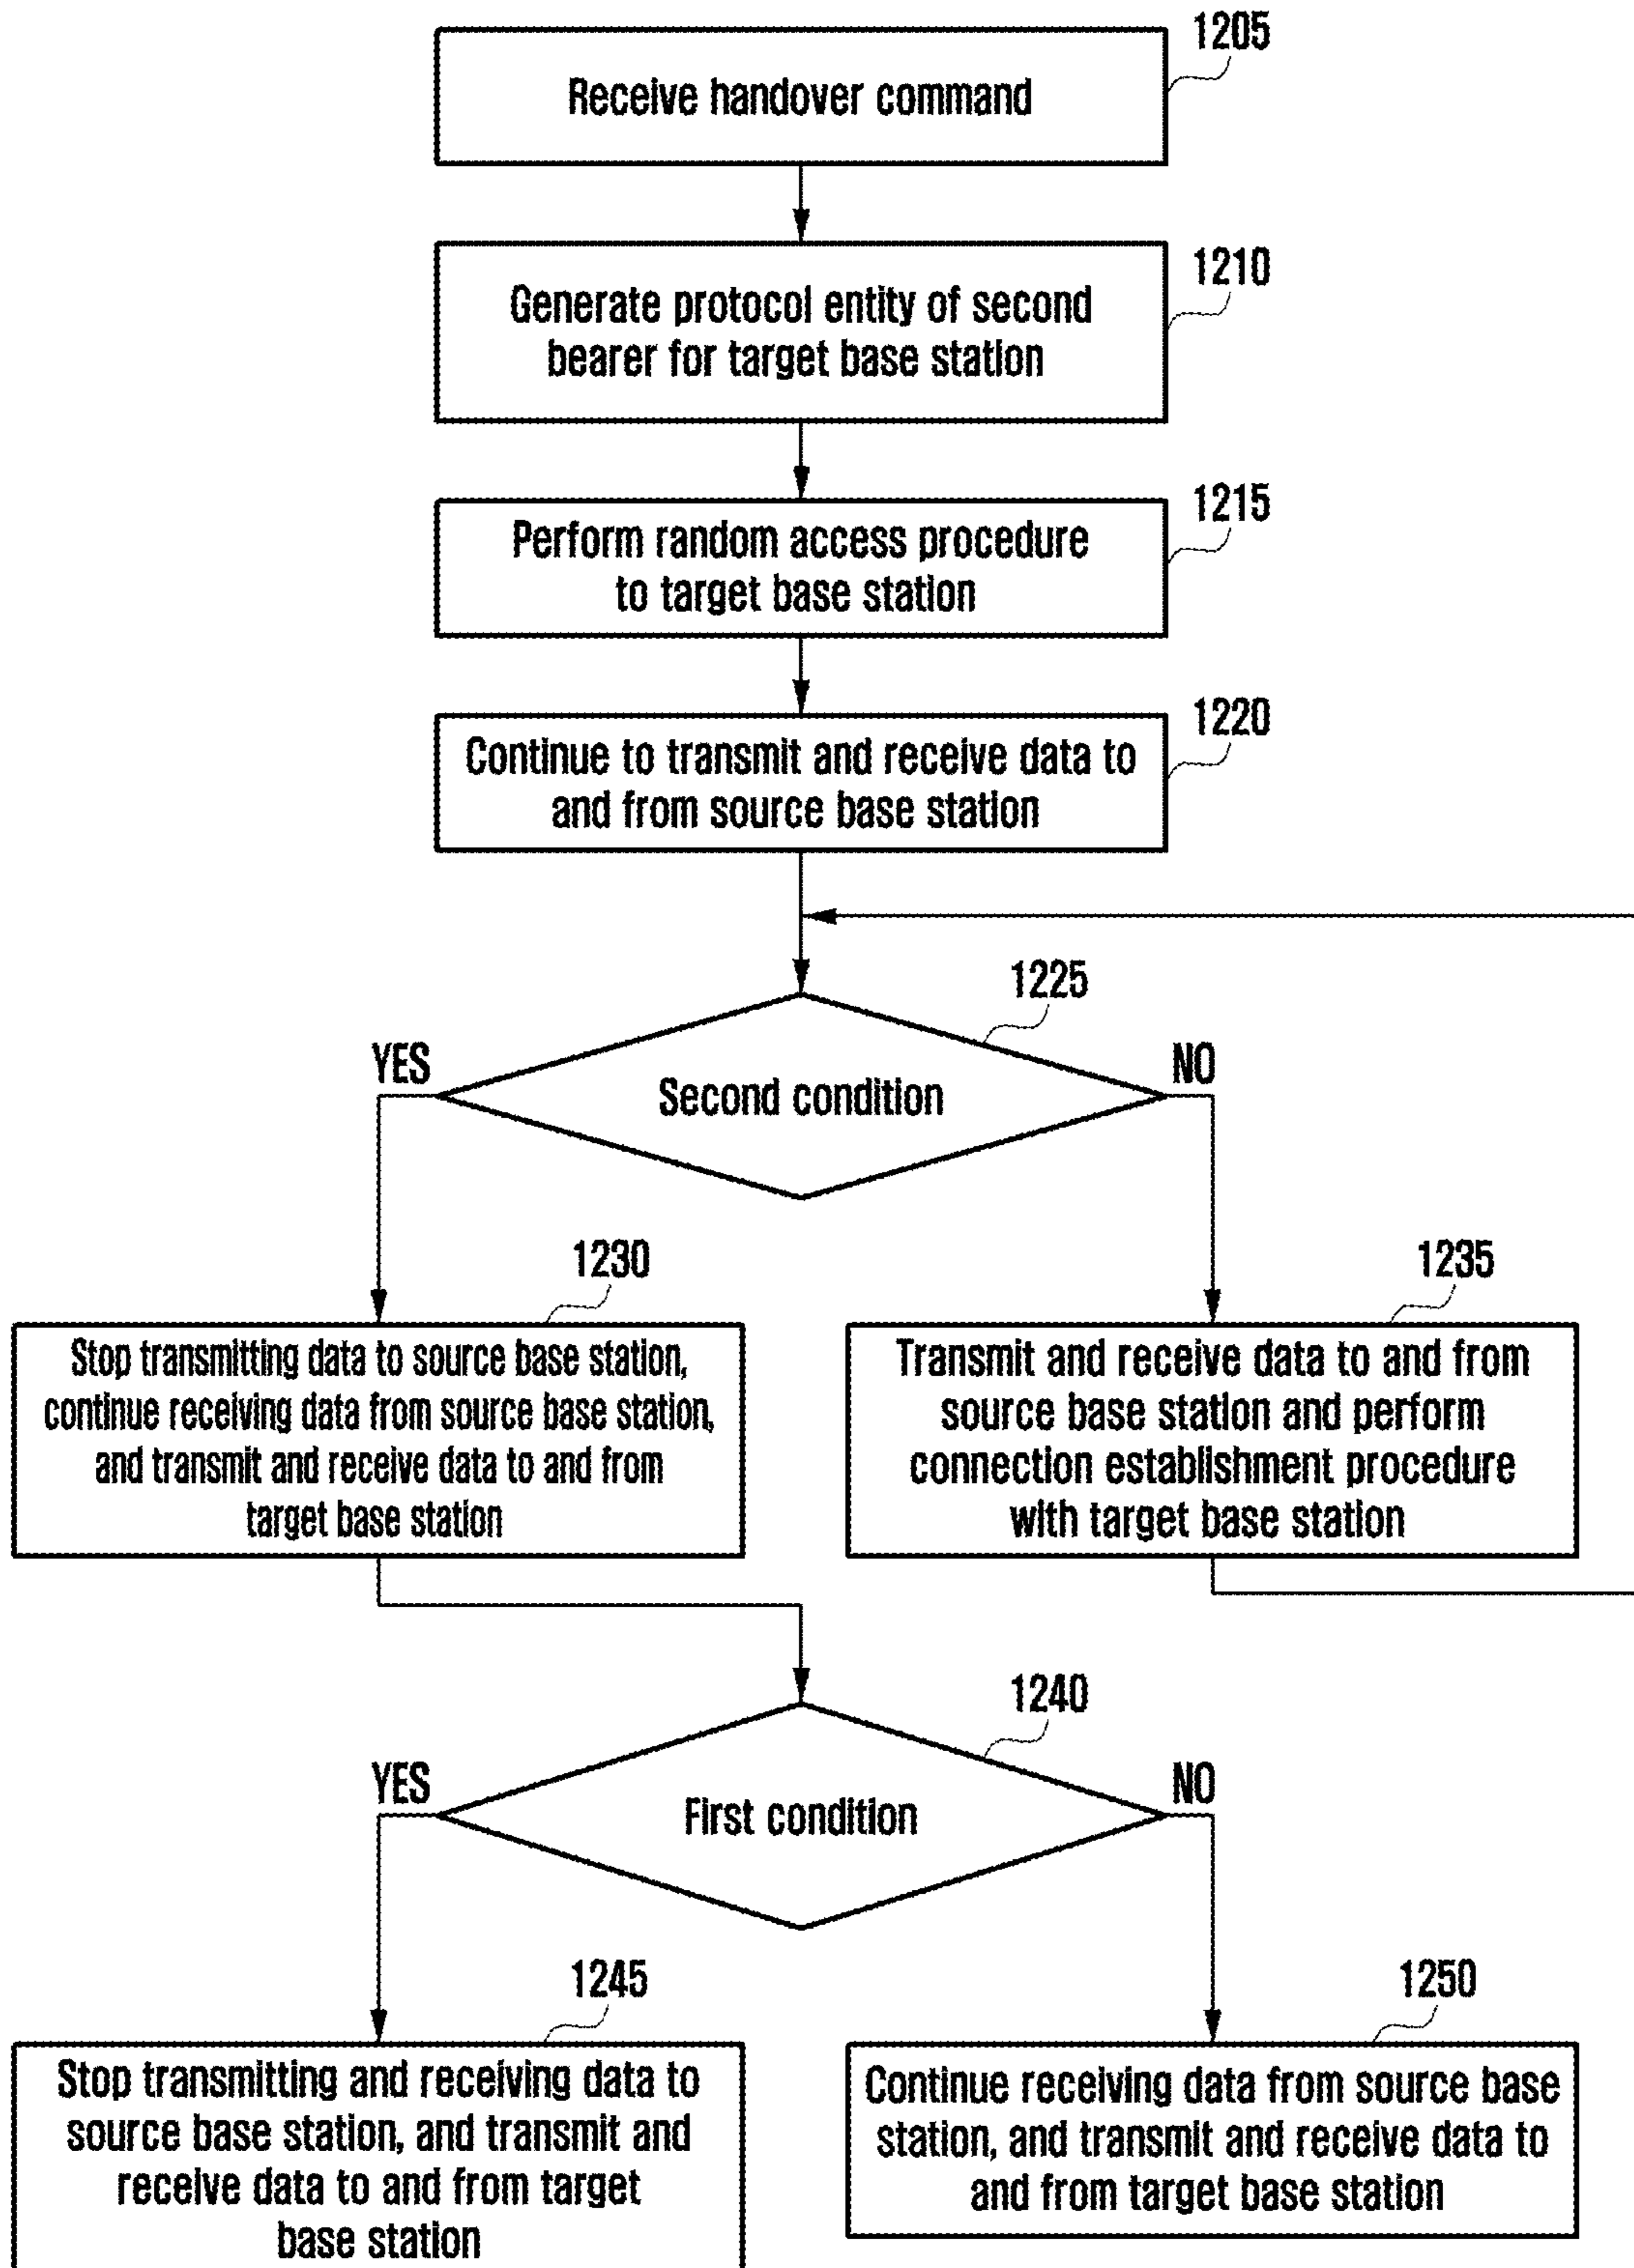 1205
Receive handover command
1210
Generate protocol entity of second
bearer for target base station
1215
Perform random access procedure
to target base station
1220
Continue to transmit and receive data to
and from source base station
1225
YES
NO
Second condition
1230
1235
Stop transmitting data to source base station,
continue receiving data from source base station,
and transmit and receive data to and from
target base station
Transmit and receive data to and from
source base station and perform
connection establishment procedure
with target base station
1240
YES
NO
First condition
1245
1250
Stop transmitting and receiving data to
source base station, and transmit and
receive data to and from target
base station
Continue receiving data from source base
station, and transmit and receive data to
and from target base station